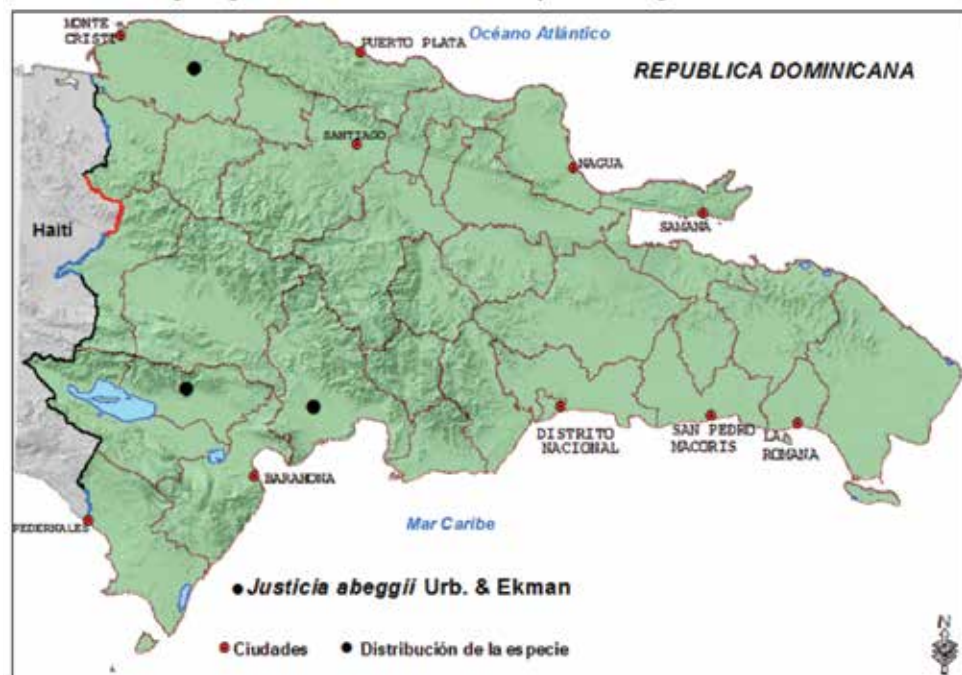 MONTE
CRISTI
PUERTO PLATA
Océano Atlántico
REPUBLICA DOMINICANA
SANTIAGO
NAGUA
SAMANA
Haití
DISTRITO
NACIONAL
SAN PEDRO
MACORIS
LA
ROMANA
BARAHONA
PEDERNALES
Mar Caribe
Justicia abeggii Urb. & Ekman
Ciudades
Distribución de la especie
N